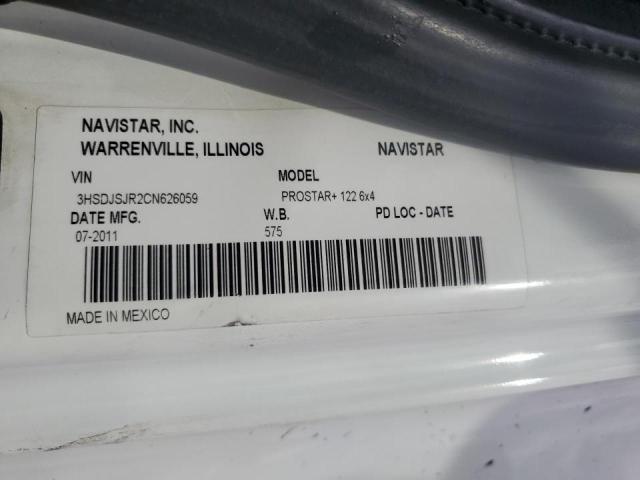 NAVISTAR, INC.
WARRENVILLE, ILLINOIS NAVISTAR
VIN MODEL
3HSDJSJR2CN626059 PROSTAR+ 122 6x4
DATE MFG. W.B. PD LOC - DATE
07-2011 575
MADE IN MEXICO